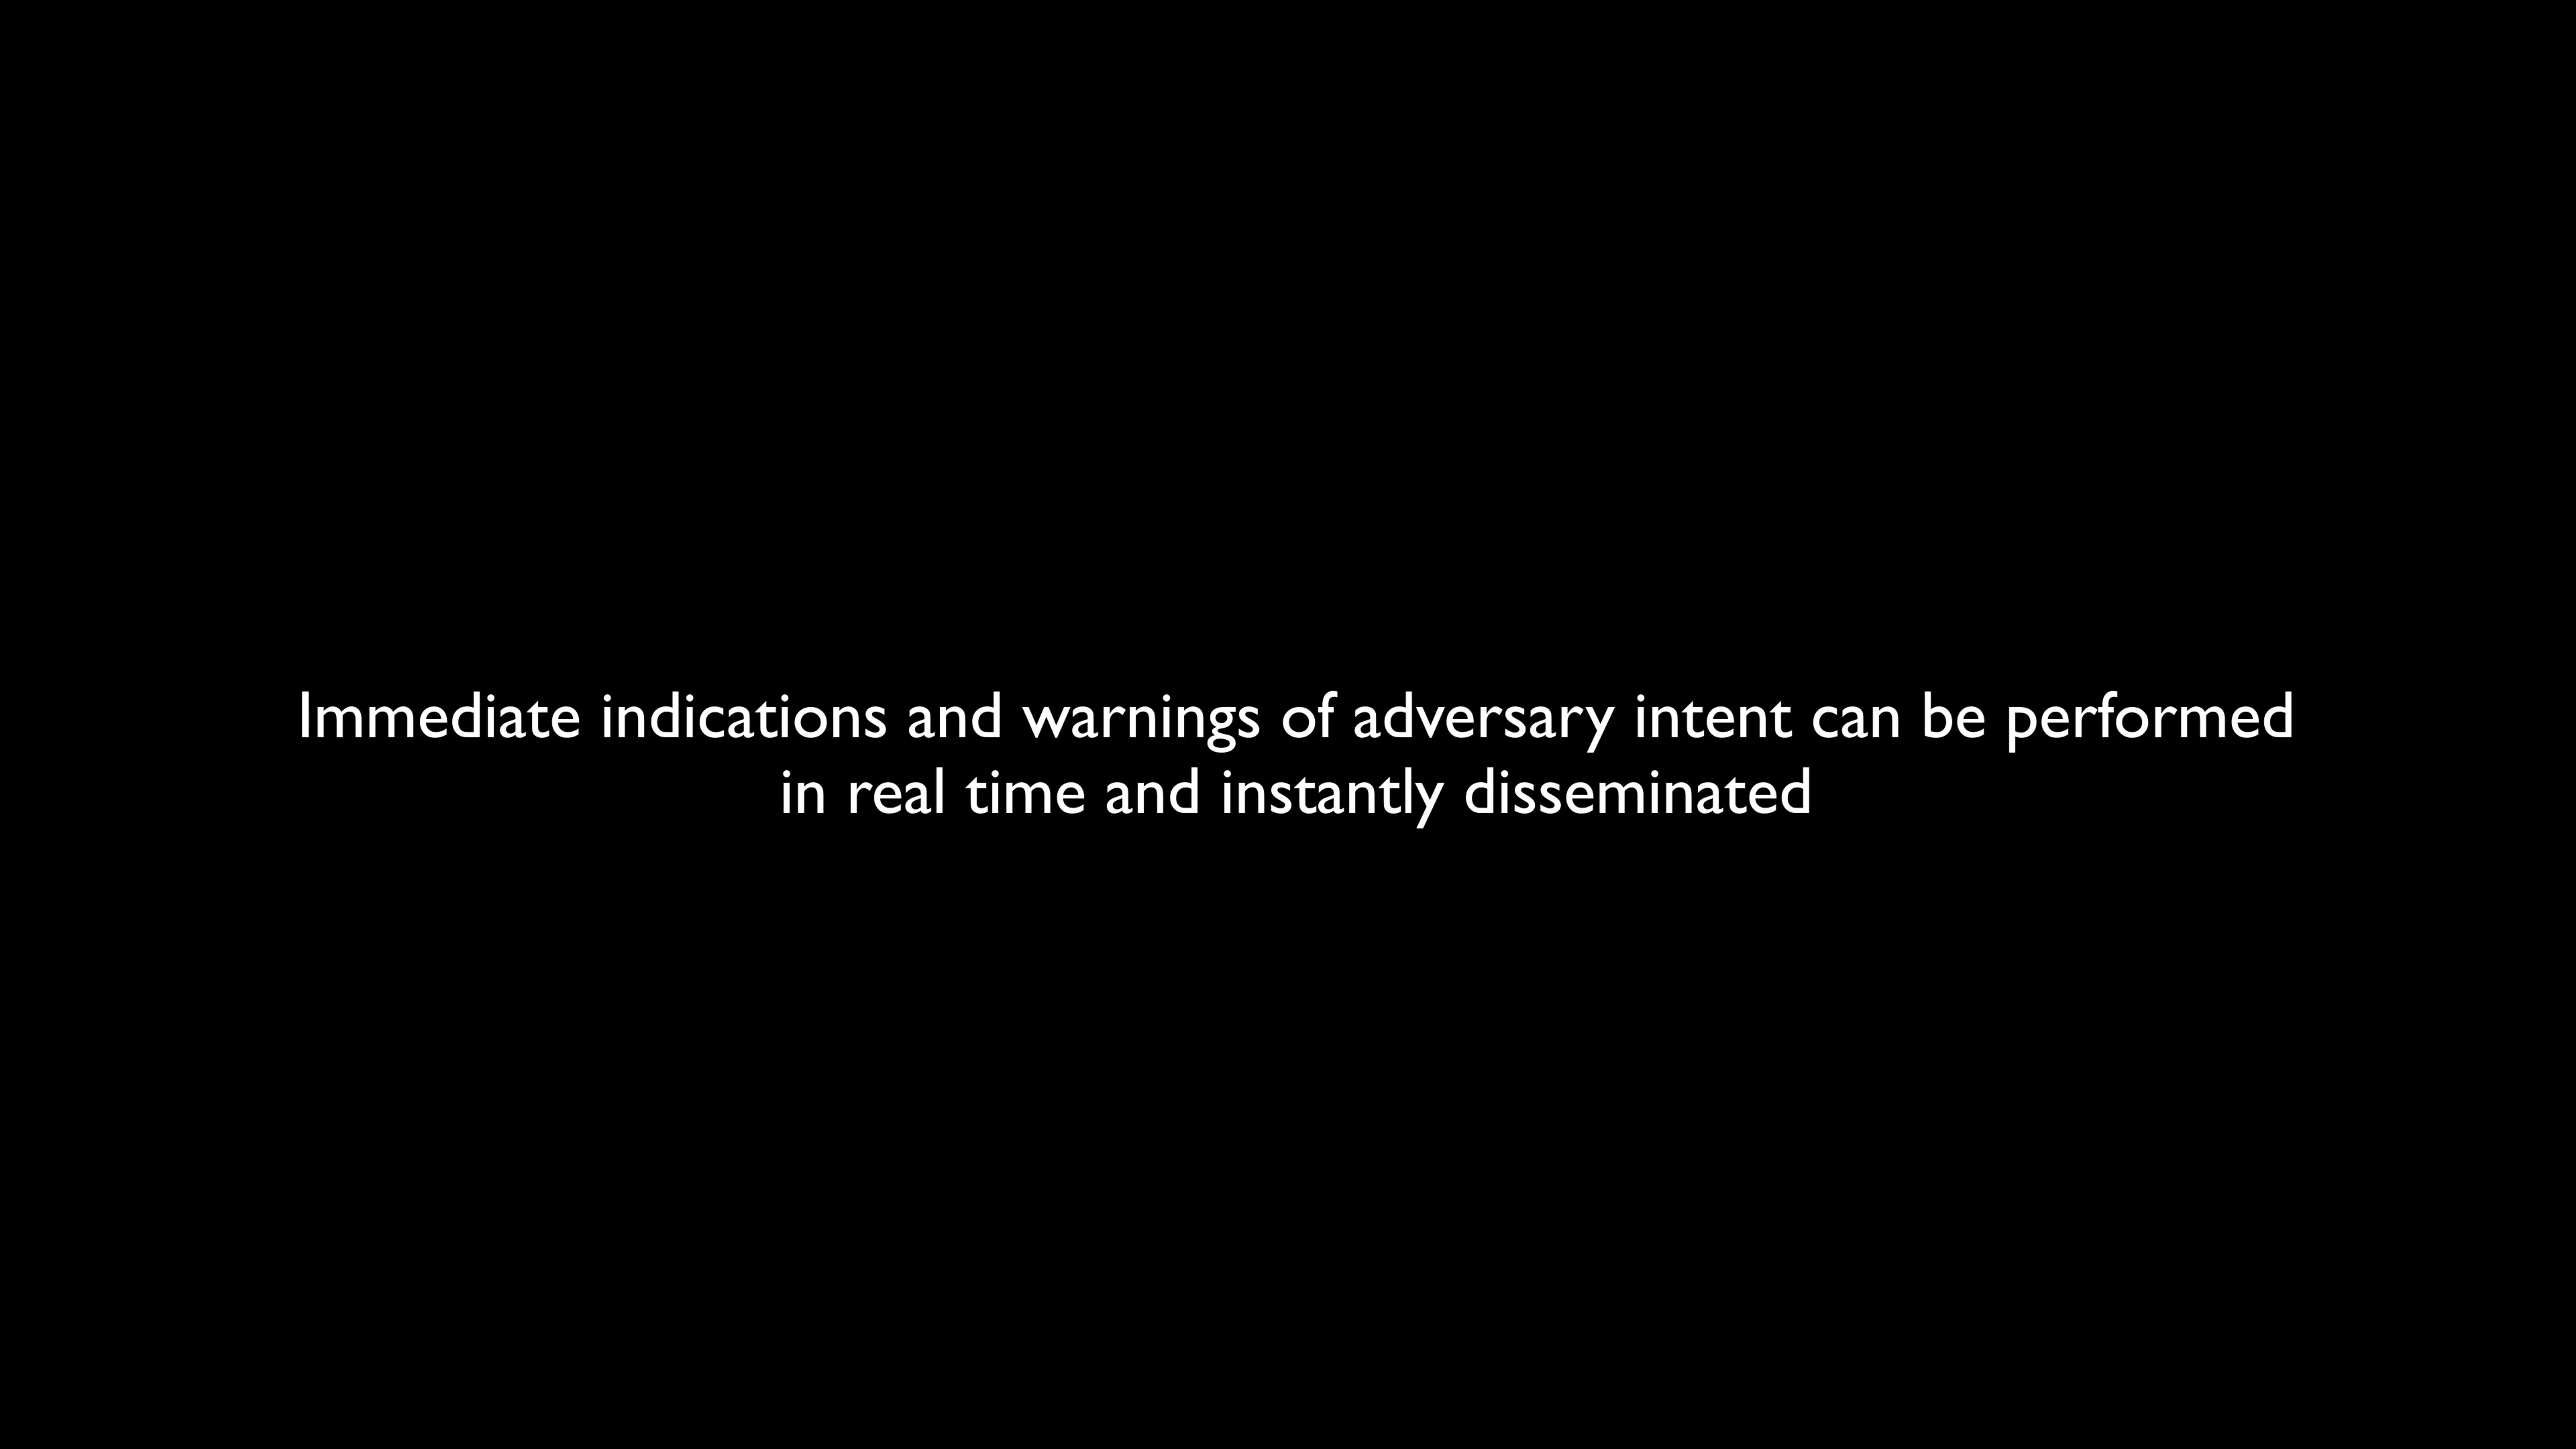 Immediate indications and warnings of adversary intent can be performed
in real time and instantly disseminated